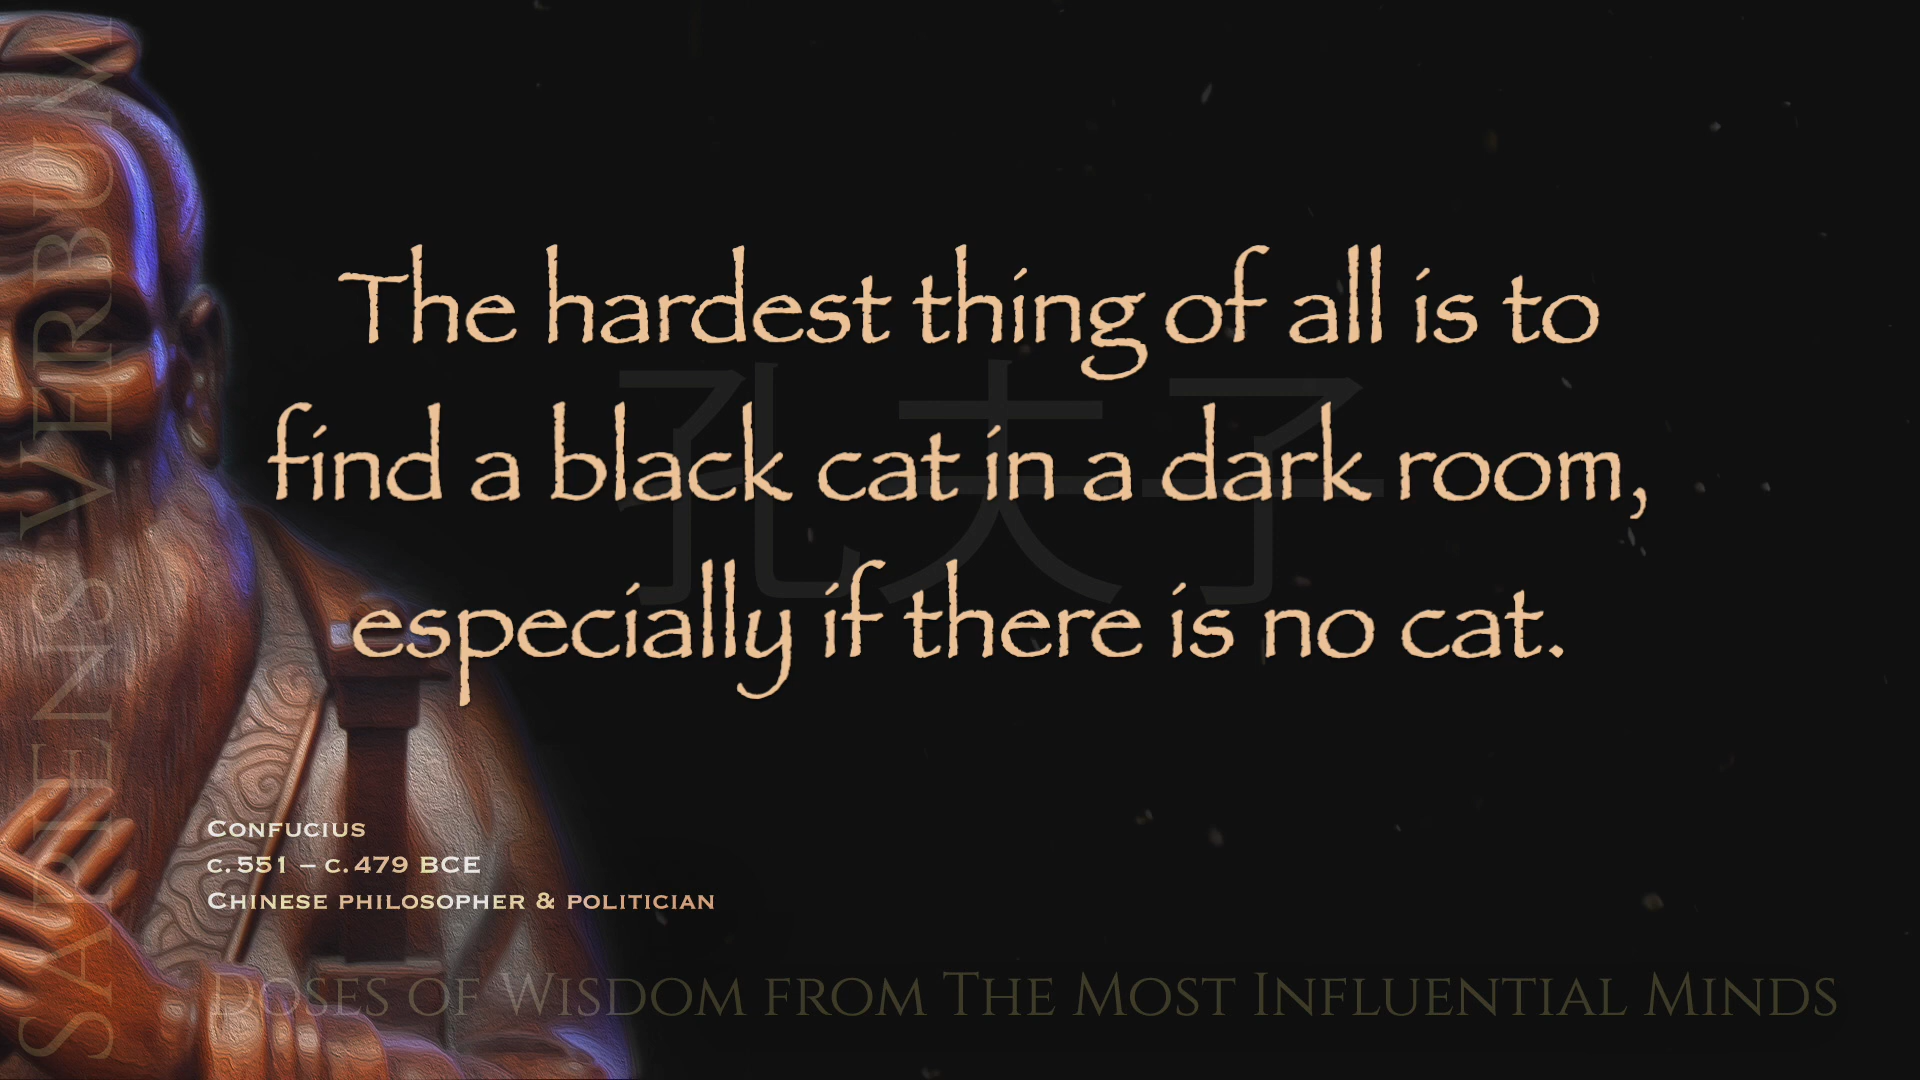 The hardest thing of all is to
find a black cat in a dark room,
especially if there is no cat.
孔夫子
Confucius
c. 551 – c. 479 BCE
Chinese philosopher & politician
Doses of Wisdom from The Most Influential Minds
SAPIENS VERBUM